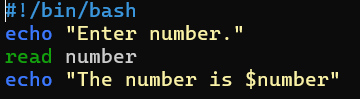 #!/bin/bash
echo "Enter number."
read number
echo "The number is $number"